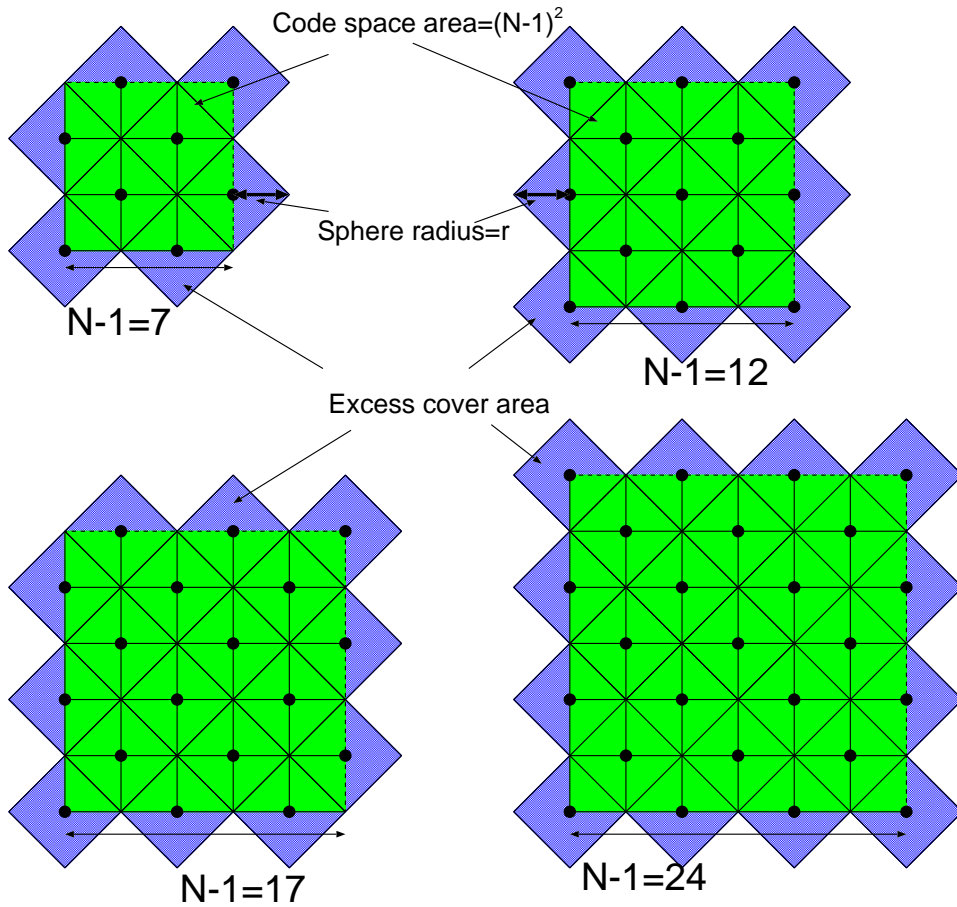 Code space area=(N-1)²
Sphere radius=r
N-1=7
N-1=12
Excess cover area
N-1=17
N-1=24